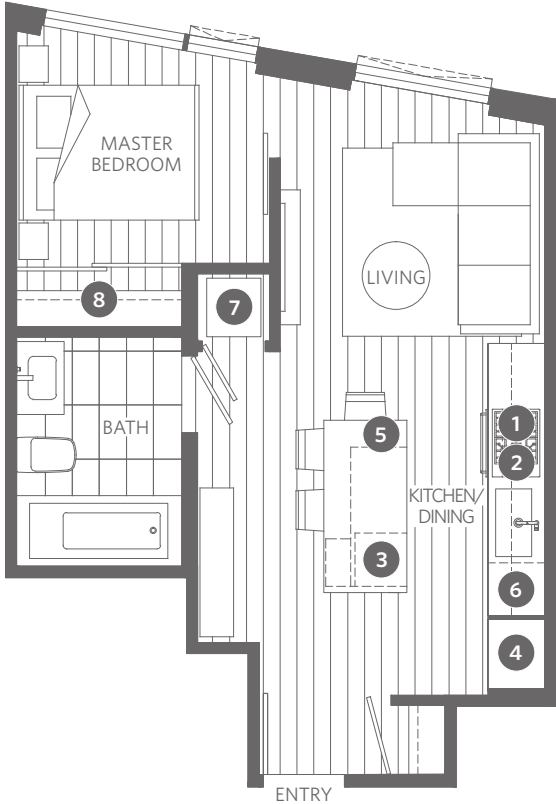 MASTER
BEDROOM
LIVING
8
7
1
5
BATH
2
KITCHEN/
DINING
3
6
4
ENTRY